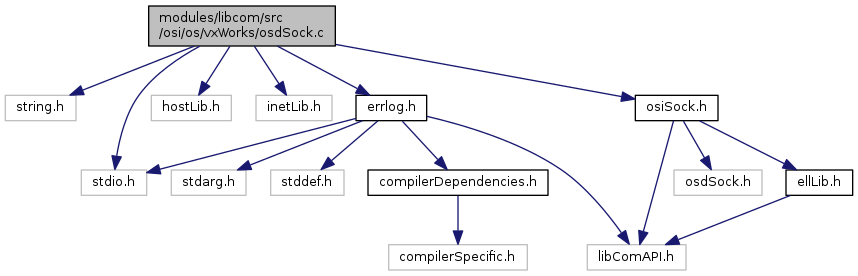 modules/libcom/src
/osi/os/vxWorks/osdSock.c
string.h
hostLib.h
inetLib.h
errlog.h
osiSock.h
stdio.h
stdarg.h
stddef.h
compilerDependencies.h
osdSock.h
ellLib.h
compilerSpecific.h
libComAPI.h